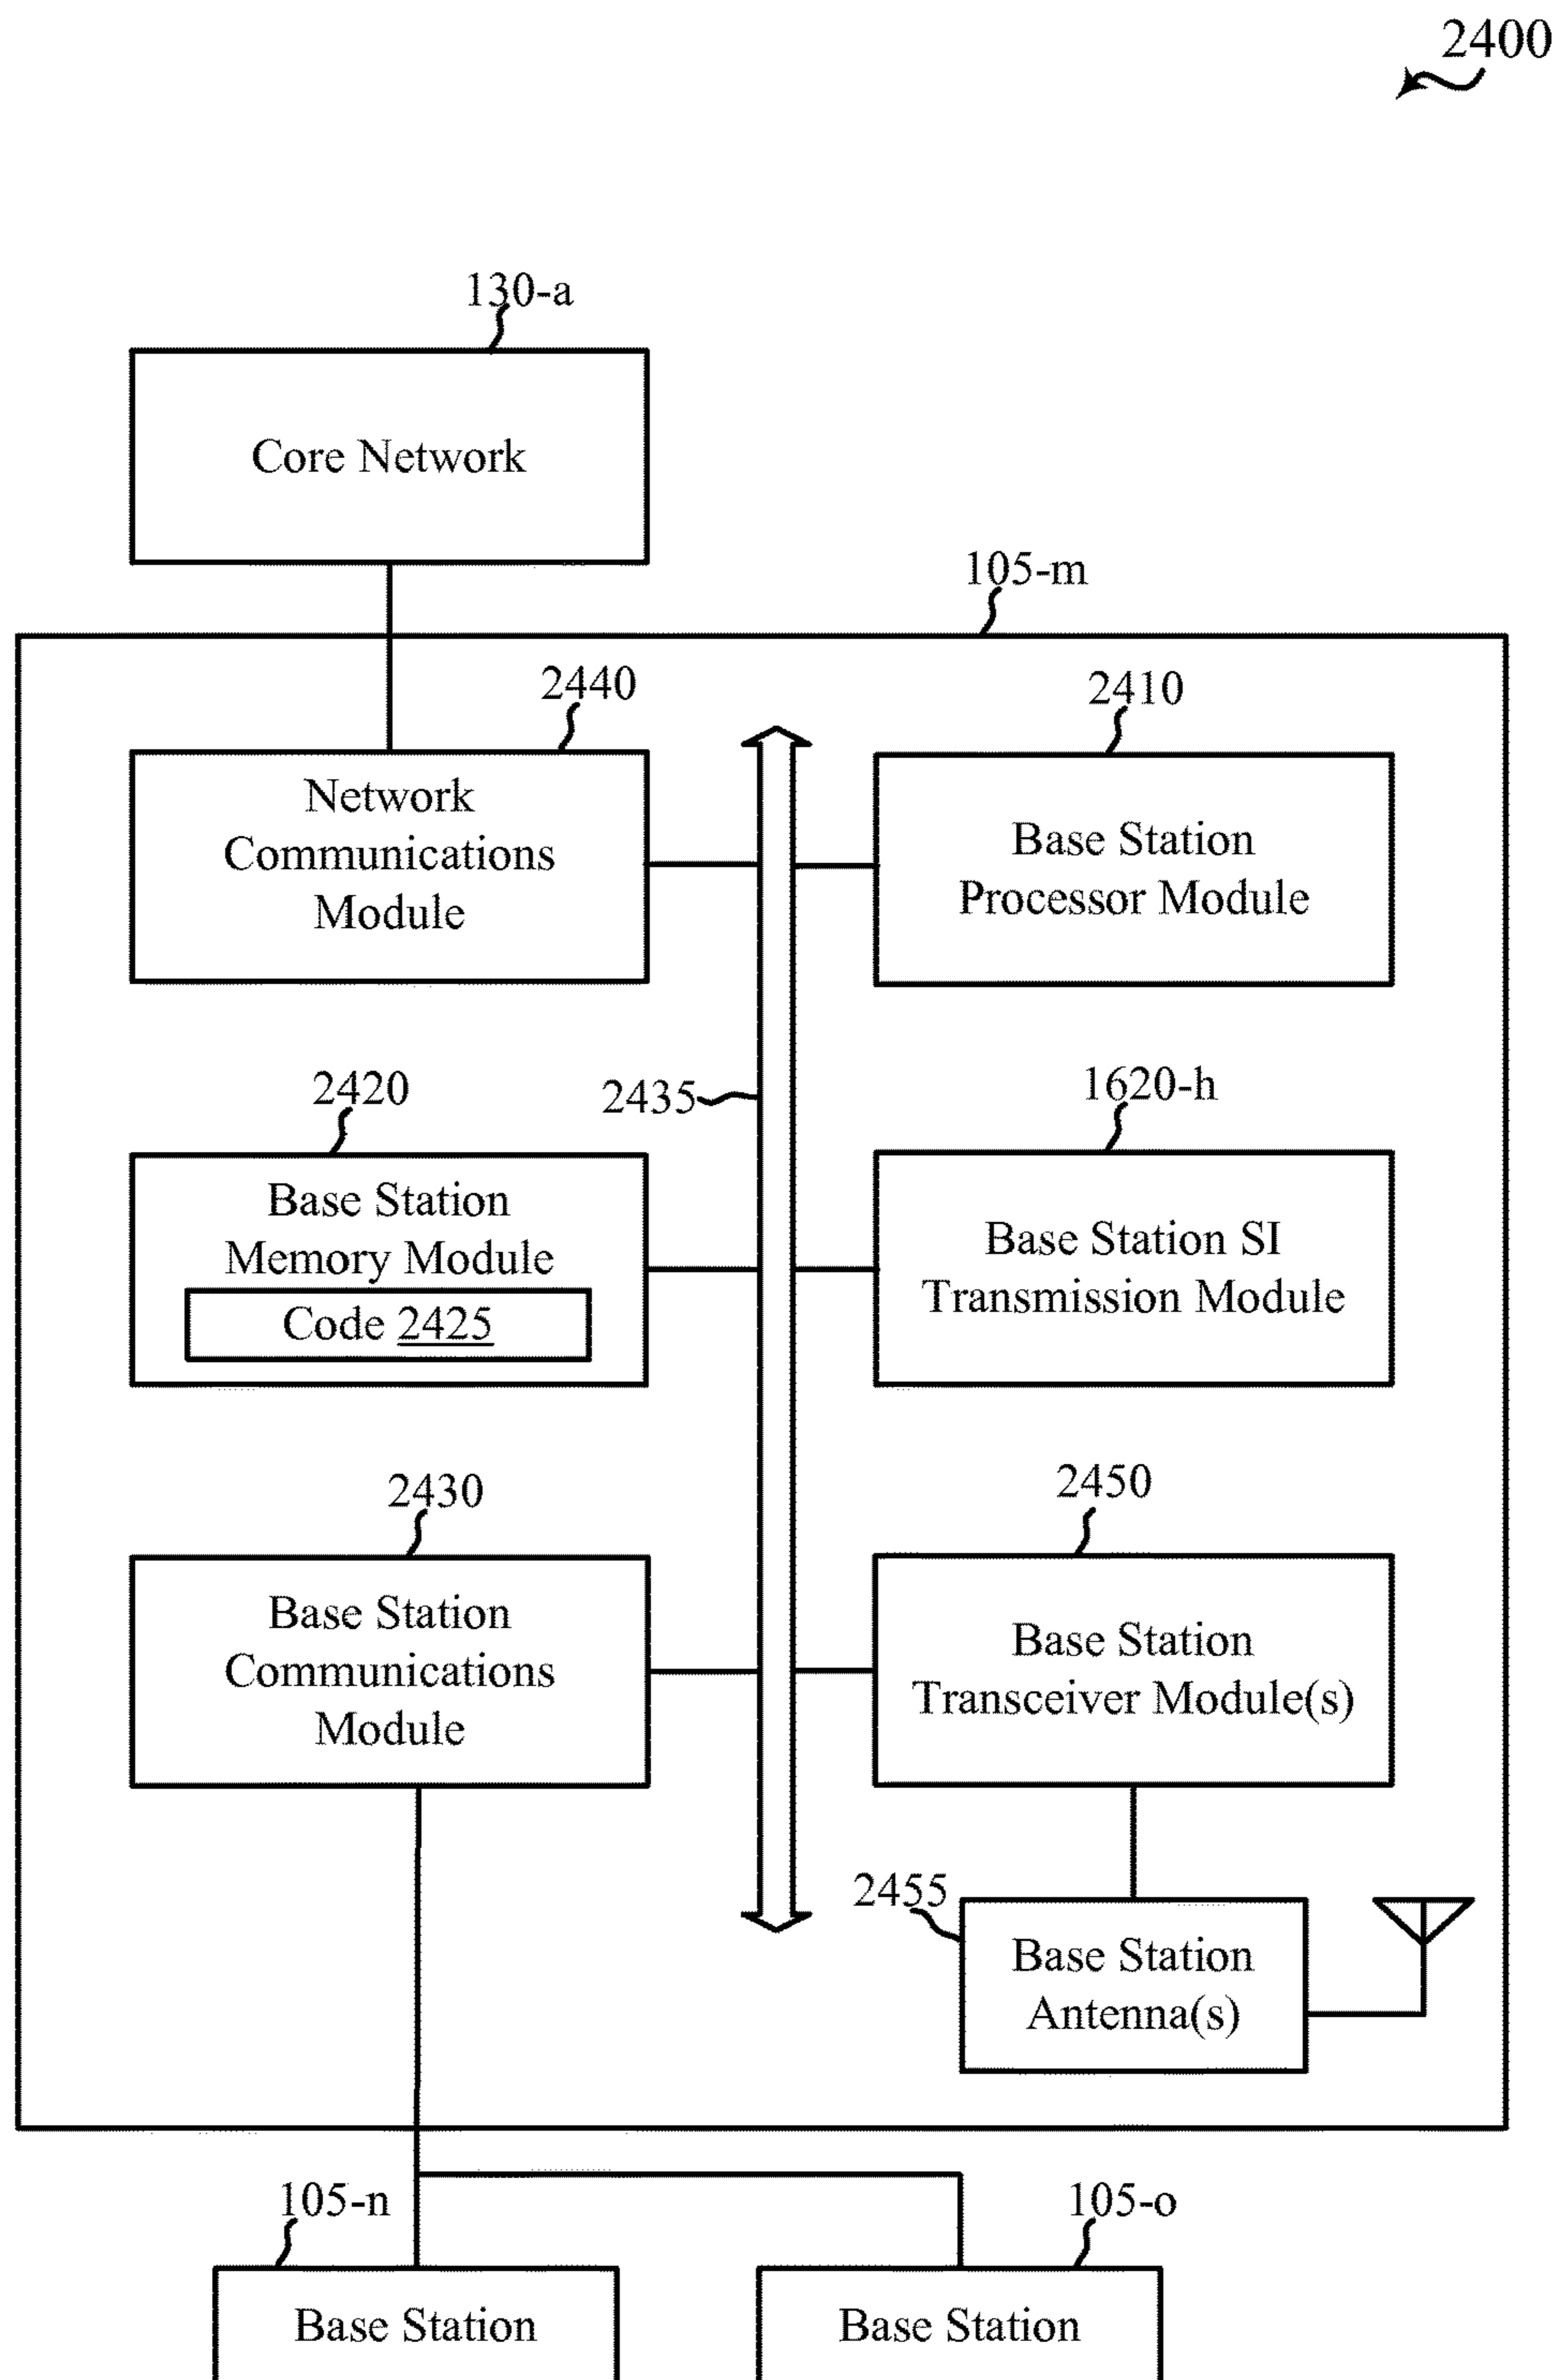 2400
130-a
Core Network
105-m
2440
2410
Network
Communications
Module
Base Station
Processor Module
2420
2435
1620-h
Base Station
Memory Module
Code 2425
Base Station SI
Transmission Module
2430
2450
Base Station
Communications
Module
Base Station
Transceiver Module(s)
2455
Base Station
Antenna(s)
105-n
105-o
Base Station
Base Station